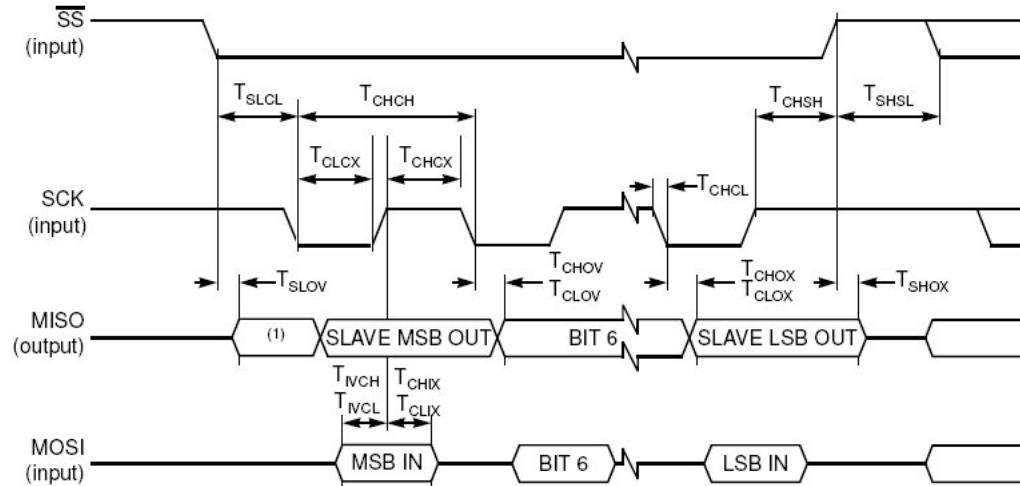 SS
(input)
TSLCL
TCHCH
TCHSH
TSHSL
TCLCX
TCHCX
TCHCL
SCK
(input)
TSLOV
TCHOV
TCLOV
TCHOX
TCLOX
TSHOX
MISO
(output)
(1)
SLAVE MSB OUT
BIT 6
SLAVE LSB OUT
TIVCH
TIVCL
TCHIX
TCLIX
MOSI
(input)
MSB IN
BIT 6
LSB IN